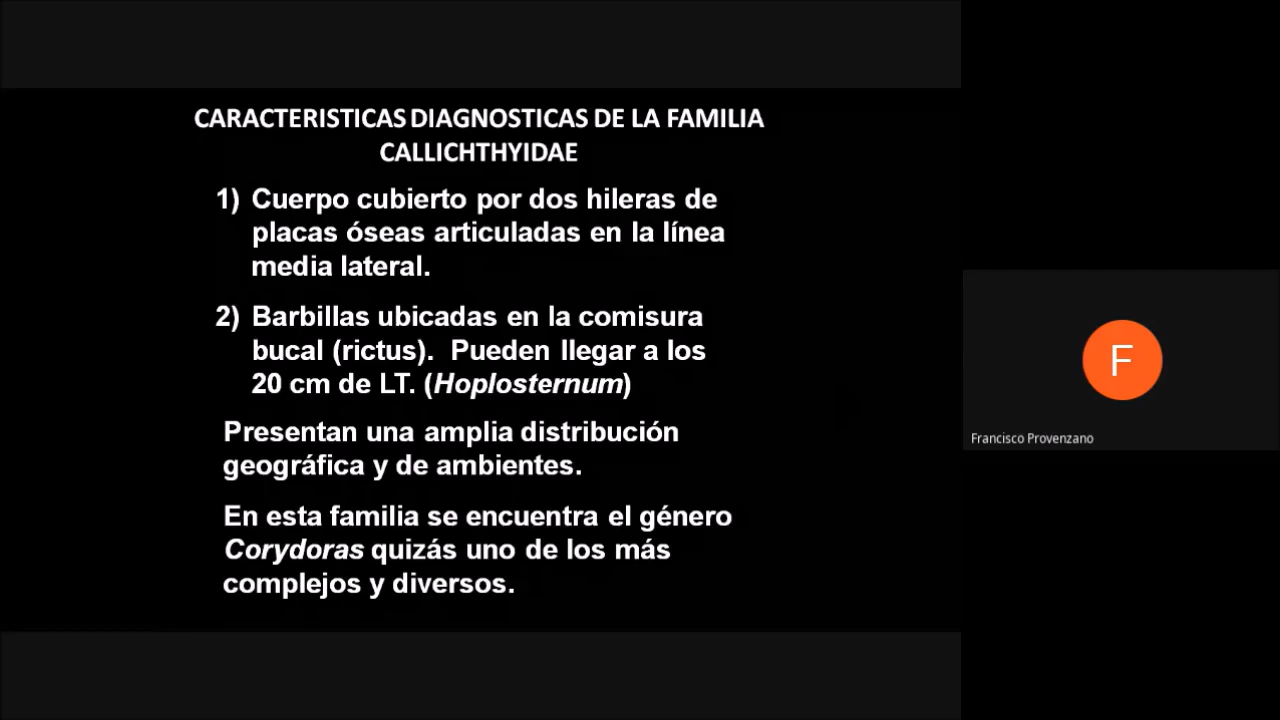 CARACTERISTICAS DIAGNOSTICAS DE LA FAMILIA
CALLICHTHYIDAE
1) Cuerpo cubierto por dos hileras de
placas óseas articuladas en la línea
media lateral.
2) Barbillas ubicadas en la comisura
bucal (rictus). Pueden llegar a los
20 cm de LT. (Hoplosternum)
Presentan una amplia distribución
geográfica y de ambientes.
En esta familia se encuentra el género
Corydoras quizás uno de los más
complejos y diversos.
F
Francisco Provenzano